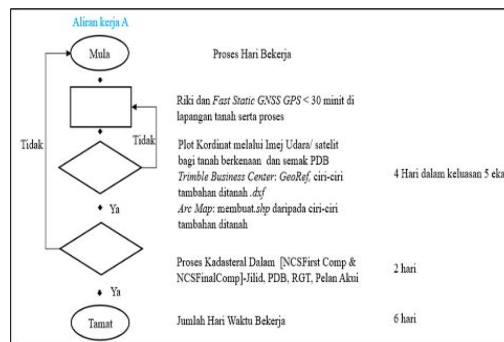 Aliran kerja A
Mula
Proses Hari Bekerja
Riki dan Fast Static GNSS GPS < 30 minit di
lapangan tanah serta proses
Tidak
Tidak
Plot Kordinat melalui Imej Udara/ satelit
bagi tanah berkenaan dan semak PDB
Trimble Business Center: GeoRef, ciri-ciri
tambahan ditanah .dxf
Arc Map: membuat.shp daripada ciri-ciri
tambahan ditanah
4 Hari dalam keluasan 5 eka
Ya
Proses Kadasteral Dalam [NCSFirst Comp &
NCSFinalComp]-Jilid, PDB, RGT, Pelan Akui
2 hari
Ya
Tamat
Jumlah Hari Waktu Bekerja
6 hari